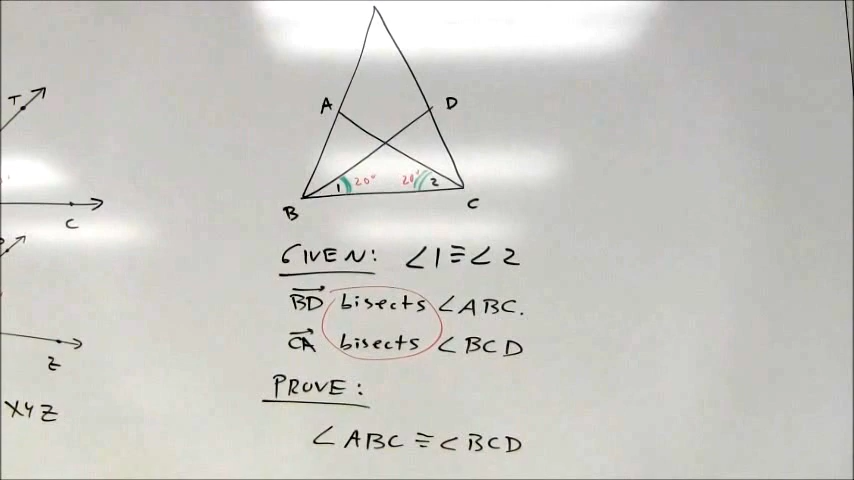 T
A
D
1
20°
20°
2
B
C
C
Z
XYZ
GIVEN: ∠1 ≡ ∠2
BD bisects ∠ABC.
CA bisects ∠BCD
PROVE:
∠ABC ≡ ∠BCD